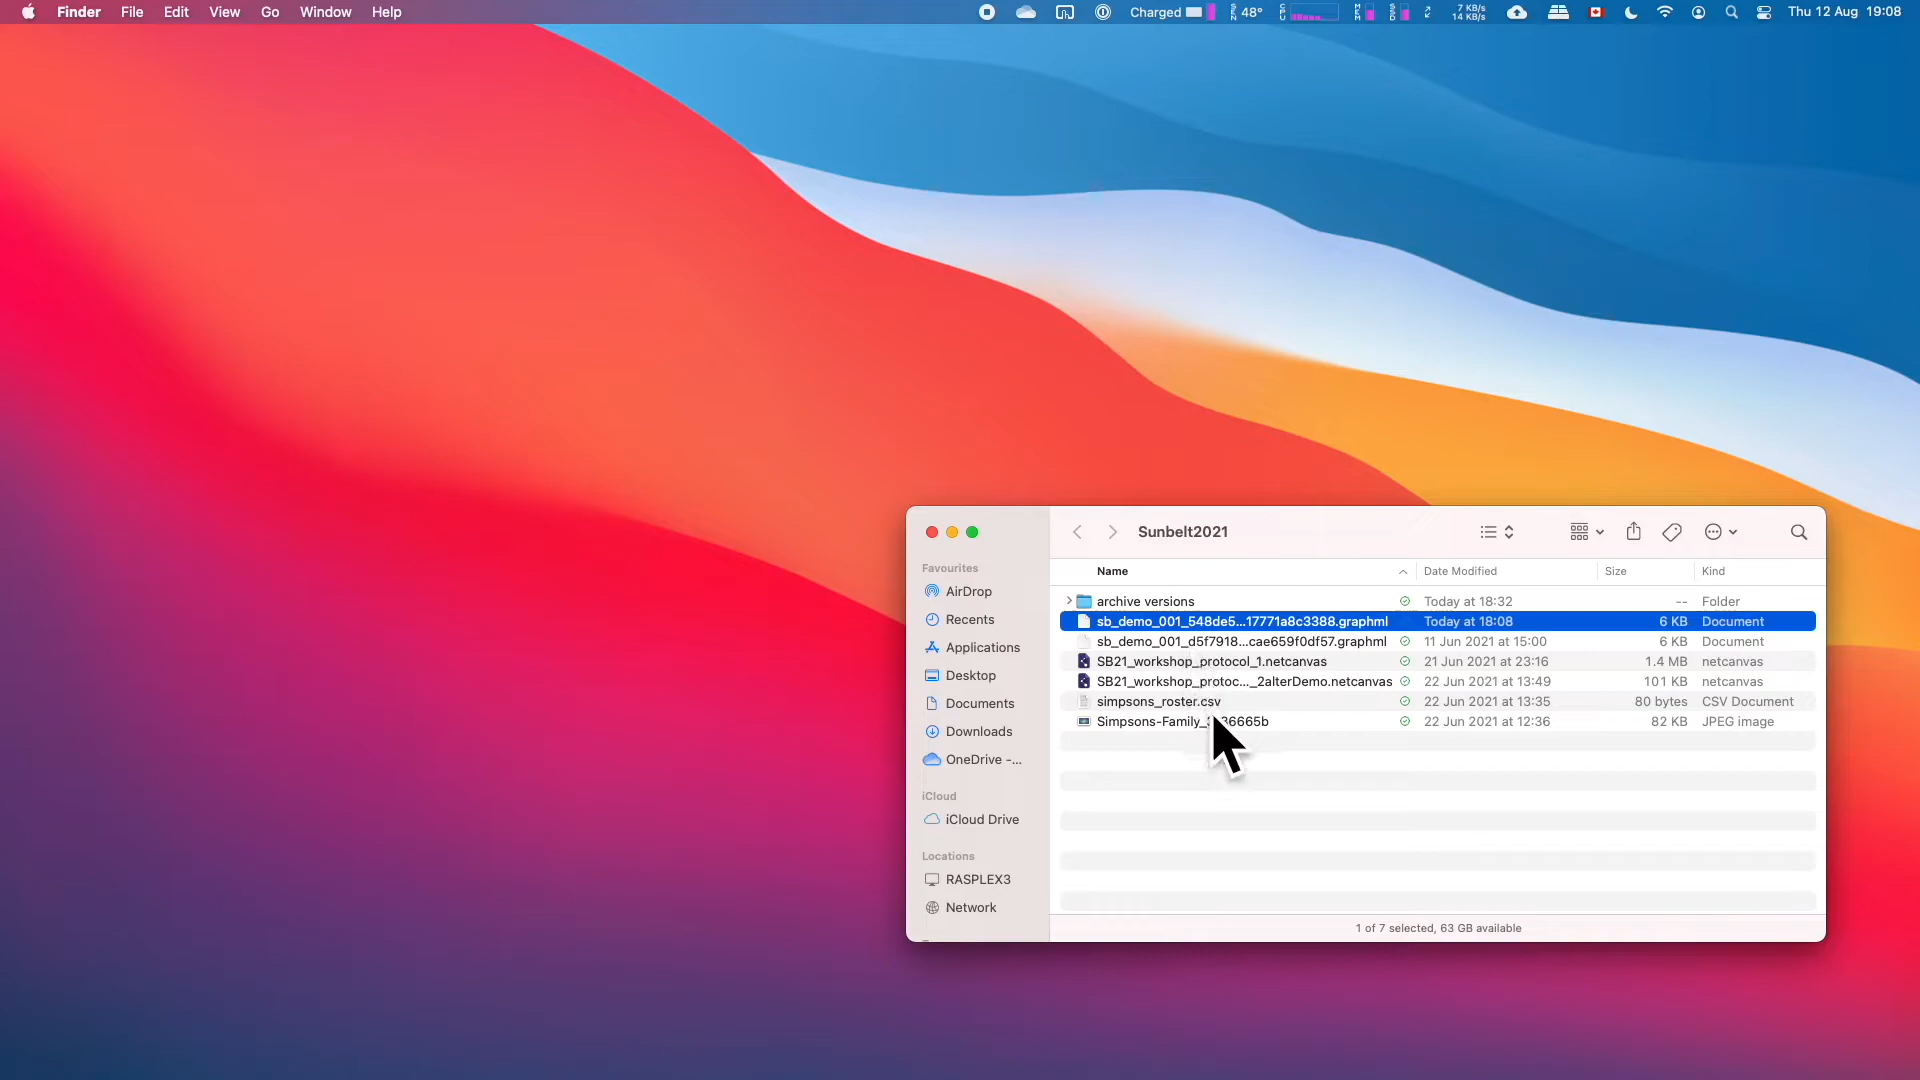 Finder File Edit View Go Window Help
Charged SEN 48° CPU MEM SSD 7 KB/s 14 KB/s Thu 12 Aug 19:08
Sunbelt2021
Favourites
AirDrop
Recents
Applications
Desktop
Documents
Downloads
OneDrive -...
iCloud
iCloud Drive
Locations
RASPLEX3
Network
Name Date Modified Size Kind
archive versions Today at 18:32 -- Folder
sb_demo_001_548de5...17771a8c3388.graphml Today at 18:08 6 KB Document
sb_demo_001_d5f7918...cae659f0df57.graphml 11 Jun 2021 at 15:00 6 KB Document
SB21_workshop_protocol_1.netcanvas 21 Jun 2021 at 23:16 1.4 MB netcanvas
SB21_workshop_protoc..._2alterDemo.netcanvas 22 Jun 2021 at 13:49 101 KB netcanvas
simpsons_roster.csv 22 Jun 2021 at 13:35 80 bytes CSV Document
22 Jun 2021 at 12:36 82 KB JPEG image
1 of 7 selected, 63 GB available